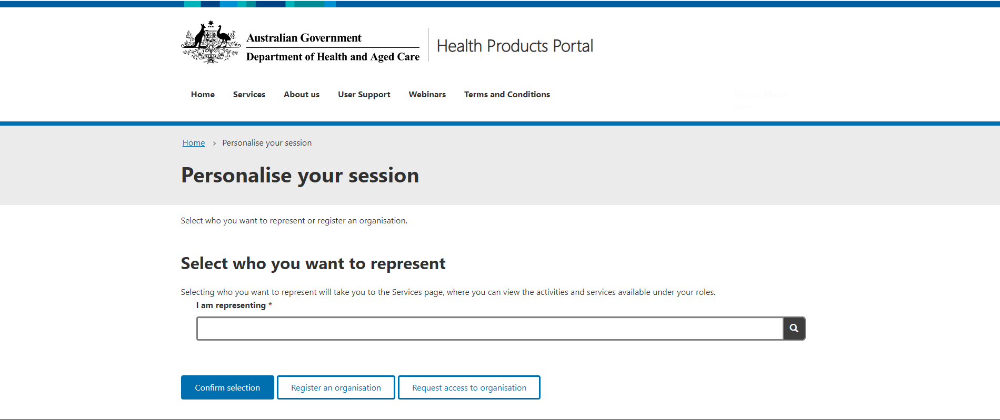 Australian Government
Department of Health and Aged Care
Health Products Portal
Home Services About us User Support Webinars Terms and Conditions
Home > Personalise your session
Personalise your session
Select who you want to represent or register an organisation.
Select who you want to represent
Selecting who you want to represent will take you to the Services page, where you can view the activities and services available under your roles.
I am representing *
Confirm selection Register an organisation Request access to organisation